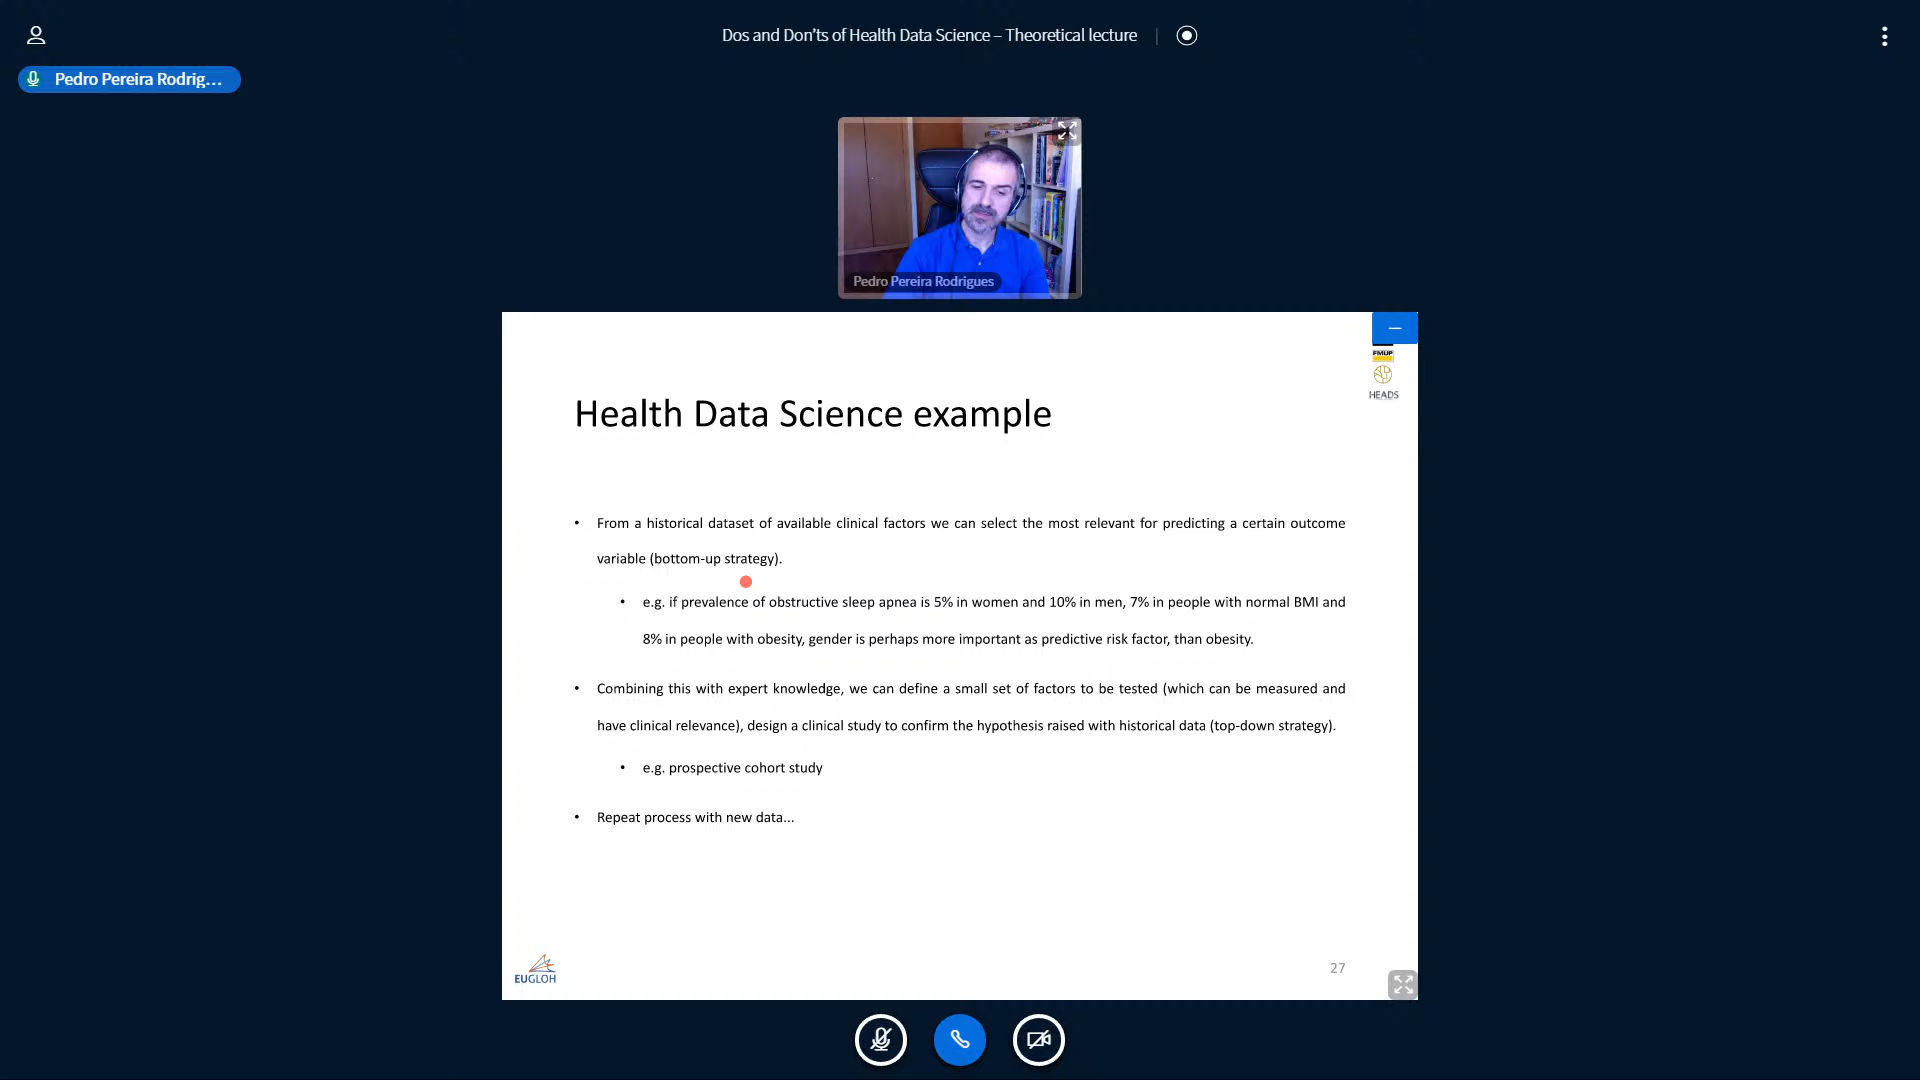 Dos and Don’ts of Health Data Science – Theoretical lecture
Pedro Pereira Rodrig...
Pedro Pereira Rodrigues
FMUP
HEADS
Health Data Science example
• From a historical dataset of available clinical factors we can select the most relevant for predicting a certain outcome
variable (bottom-up strategy).
• e.g. if prevalence of obstructive sleep apnea is 5% in women and 10% in men, 7% in people with normal BMI and
8% in people with obesity, gender is perhaps more important as predictive risk factor, than obesity.
• Combining this with expert knowledge, we can define a small set of factors to be tested (which can be measured and
have clinical relevance), design a clinical study to confirm the hypothesis raised with historical data (top-down strategy).
• e.g. prospective cohort study
• Repeat process with new data...
EUGLOH
27